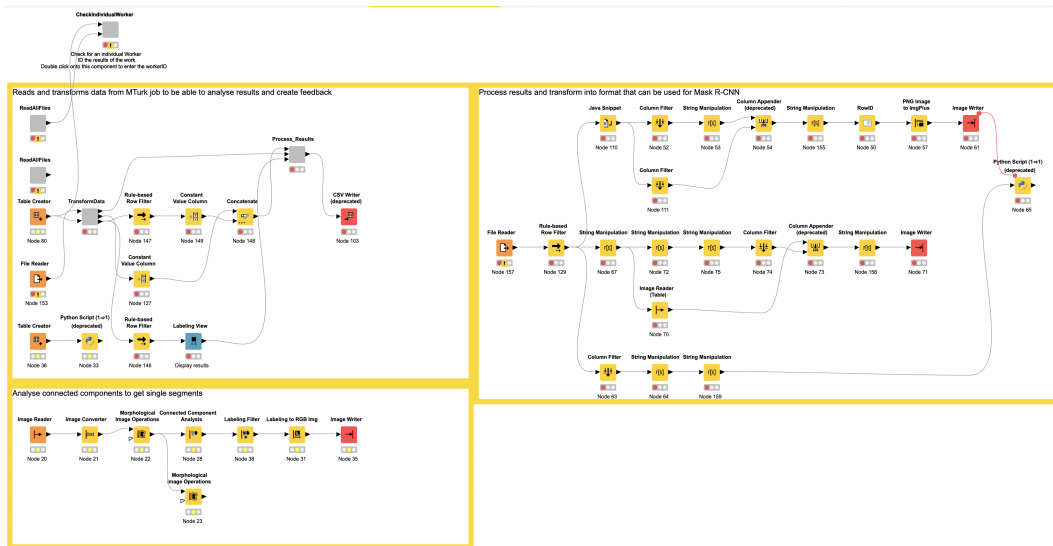 CheckIndividualWorker
Check for an individual Worker
ID the results of the work.
Double click onto this component to enter the workerID
Reads and transforms data from MTurk job to be able to analyse results and create feedback
ReadAllFiles
ReadAllFiles
Process_Results
Table Creator
TransformData
Rule-based
Row Filter
Constant
Value Column
Concatenate
CSV Writer
(deprecated)
Node 80
Node 147
Node 149
Node 148
Node 103
File Reader
Constant
Value Column
Node 153
Node 127
Table Creator
Python Script (1⇒1)
(deprecated)
Rule-based
Row Filter
Labeling View
Node 36
Node 33
Node 146
Display results
Analyse connected components to get single segments
Image Reader
Image Converter
Morphological
Image Operations
Connected Component
Analysis
Labeling Filter
Labeling to RGB Img
Image Writer
Node 20
Node 21
Node 22
Node 28
Node 38
Node 31
Node 35
Morphological
Image Operations
Node 23
Process results and transform into format that can be used for Mask R-CNN
Java Snippet
Column Filter
String Manipulation
Column Appender
(deprecated)
String Manipulation
RowID
PNG Image
to ImgPlus
Image Writer
Node 110
Node 52
Node 53
Node 54
Node 155
Node 50
Node 57
Node 61
Column Filter
Node 111
Python Script (1⇒1)
(deprecated)
Node 65
File Reader
Rule-based
Row Filter
String Manipulation
String Manipulation
String Manipulation
Column Filter
Column Appender
(deprecated)
String Manipulation
Image Writer
Node 157
Node 129
Node 67
Node 72
Node 75
Node 74
Node 73
Node 156
Node 71
Image Reader
(Table)
Node 70
Column Filter
String Manipulation
String Manipulation
Node 63
Node 64
Node 159